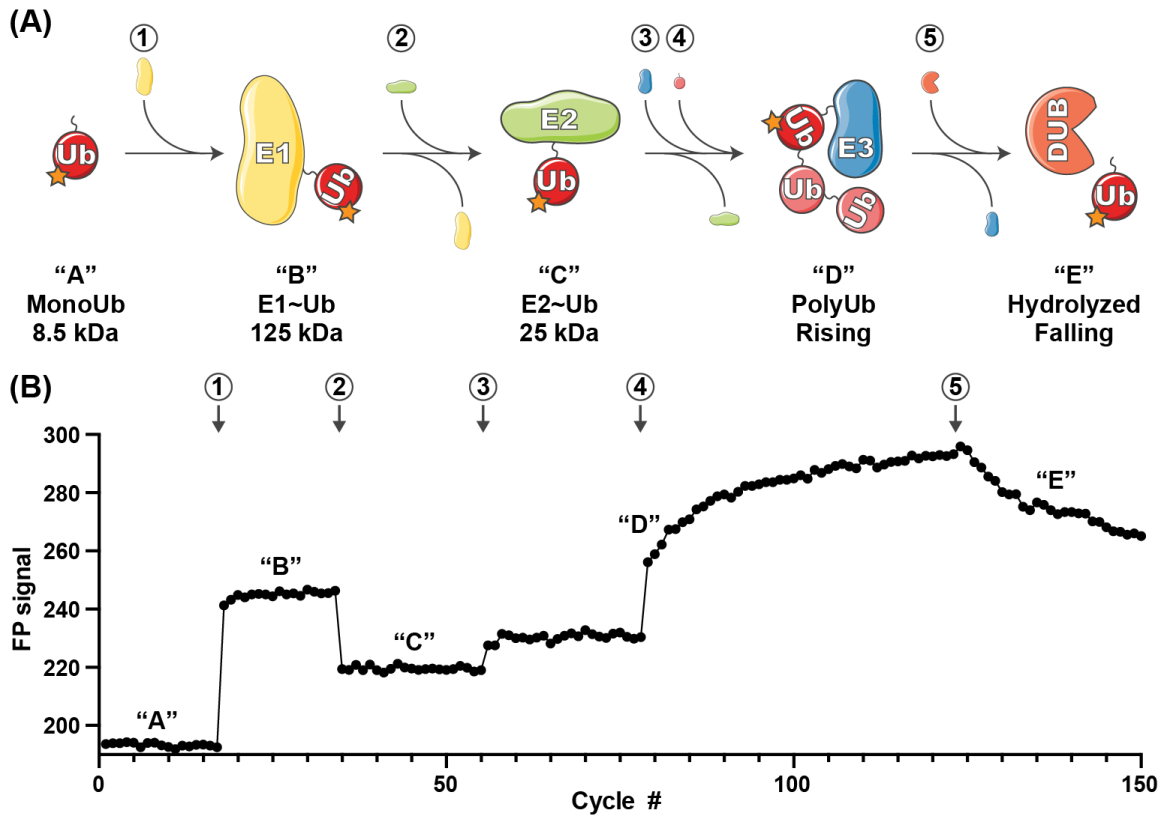 (A)
① ② ③ ④ ⑤
Ub E1 Ub E2 Ub Ub E3 Ub Ub DUB Ub
“A” “B” “C” “D” “E”
MonoUb E1~Ub E2~Ub PolyUb Hydrolyzed
8.5 kDa 125 kDa 25 kDa Rising Falling
(B)
① ② ③ ④ ⑤
300
280
260
240
220
200
FP signal
“A”
“B”
“C”
“D”
“E”
0 50 100 150
Cycle #